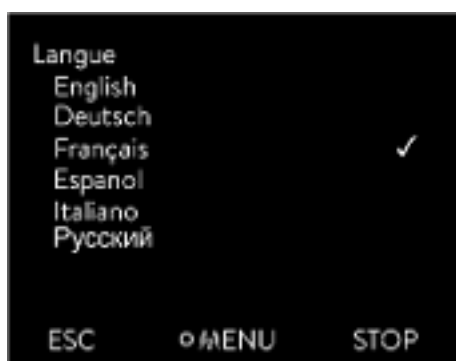 Langue
English
Deutsch
Français ✓
Espanol
Italiano
Русский
ESC MENU STOP